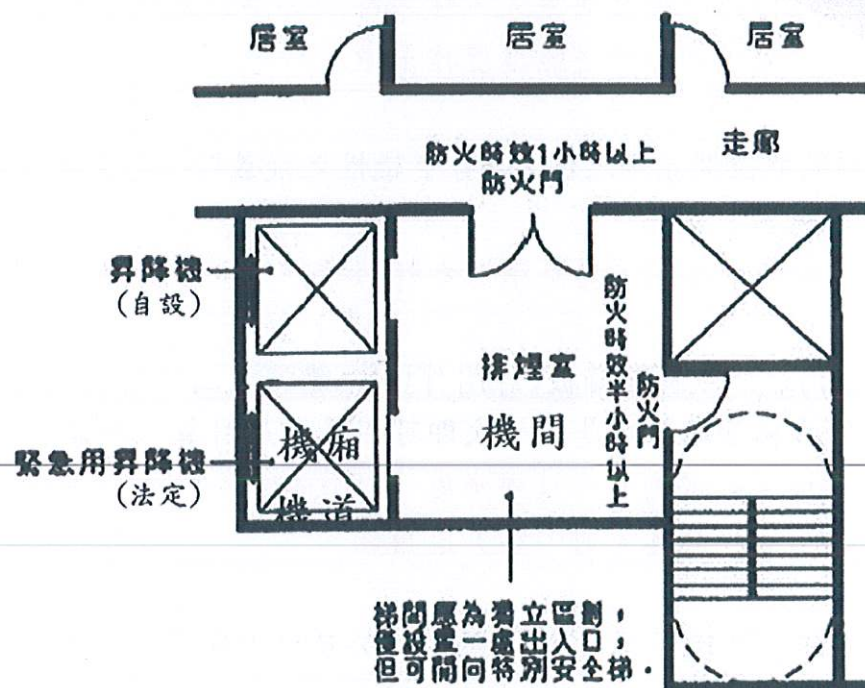 居室
居室
居室
走廊
防火時效1小時以上
防火門
昇降機
(自設)
防火時效半小時以上
防火門
排煙室
機間
機廂
緊急用昇降機
(法定)
機道
梯間應為獨立區劃，
僅設置一處出入口，
但可開向特別安全梯．